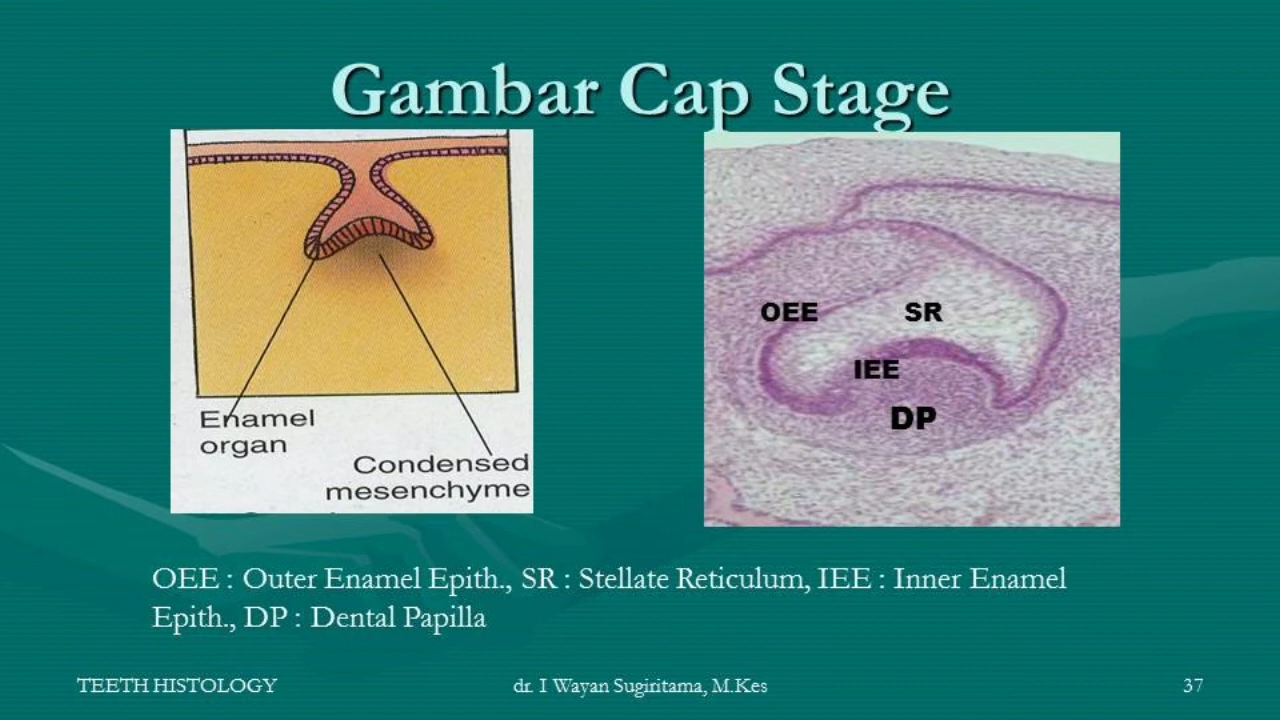 Gambar Cap Stage
Enamel
organ
Condensed
mesenchyme
OEE
SR
IEE
DP
OEE : Outer Enamel Epith., SR : Stellate Reticulum, IEE : Inner Enamel
Epith., DP : Dental Papilla
TEETH HISTOLOGY
dr. I Wayan Sugiritama, M.Kes
37